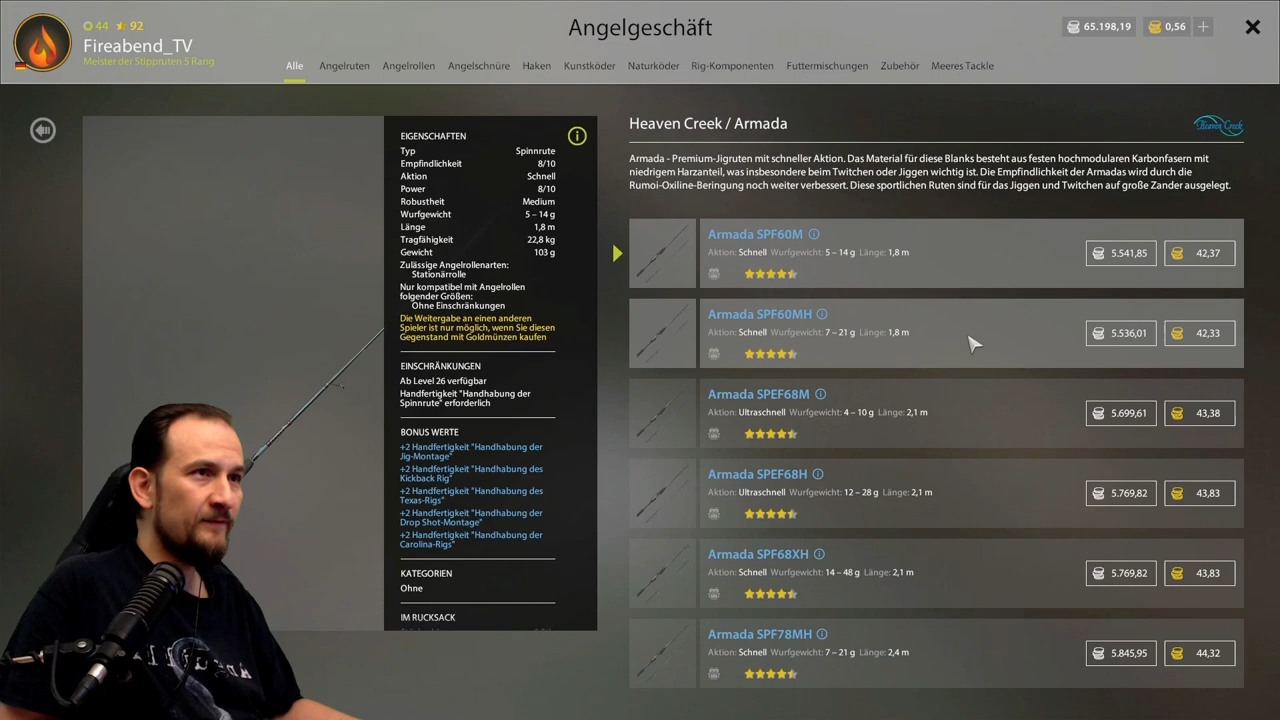 44 92
Fireabend_TV
Meister der Stippruten 5 Rang
Angelgeschäft
65.198,19
0,56
Alle Angelruten Angelrollen Angelschnüre Haken Kunstköder Naturköder Rig-Komponenten Futtermischungen Zubehör Meeres Tackle
EIGENSCHAFTEN
Typ Spinnrute
Empfindlichkeit 8/10
Aktion Schnell
Power 8/10
Robustheit Medium
Wurfgewicht 5 – 14 g
Länge 1,8 m
Tragfähigkeit 22,8 kg
Gewicht 103 g
Zulässige Angelrollenarten:
Stationärrolle
Nur kompatibel mit Angelrollen
folgender Größen:
Ohne Einschränkungen
Die Weitergabe an einen anderen
Spieler ist nur möglich, wenn Sie diesen
Gegenstand mit Goldmünzen kaufen
EINSCHRÄNKUNGEN
Ab Level 26 verfügbar
Handfertigkeit "Handhabung der
Spinnrute" erforderlich
BONUS WERTE
+2 Handfertigkeit "Handhabung der
Jig-Montage"
+2 Handfertigkeit "Handhabung des
Kickback Rig"
+2 Handfertigkeit "Handhabung des
Texas-Rigs"
+2 Handfertigkeit "Handhabung der
Drop Shot-Montage"
+2 Handfertigkeit "Handhabung der
Carolina-Rigs"
KATEGORIEN
Ohne
IM RUCKSACK
Heaven Creek / Armada
Heaven Creek
Armada - Premium-Jigruten mit schneller Aktion. Das Material für diese Blanks besteht aus festen hochmodularen Karbonfasern mit
niedrigem Harzanteil, was insbesondere beim Twitchen oder Jiggen wichtig ist. Die Empfindlichkeit der Armadas wird durch die
Rumoi-Oxiline-Beringung noch weiter verbessert. Diese sportlichen Ruten sind für das Jiggen und Twitchen auf große Zander ausgelegt.
Armada SPF60M
Aktion: Schnell Wurfgewicht: 5 – 14 g Länge: 1,8 m
5.541,85 42,37
Armada SPF60MH
Aktion: Schnell Wurfgewicht: 7 – 21 g Länge: 1,8 m
5.536,01 42,33
Armada SPEF68M
Aktion: Ultraschnell Wurfgewicht: 4 – 10 g Länge: 2,1 m
5.699,61 43,38
Armada SPEF68H
Aktion: Ultraschnell Wurfgewicht: 12 – 28 g Länge: 2,1 m
5.769,82 43,83
Armada SPF68XH
Aktion: Schnell Wurfgewicht: 14 – 48 g Länge: 2,1 m
5.769,82 43,83
Armada SPF78MH
Aktion: Schnell Wurfgewicht: 7 – 21 g Länge: 2,4 m
5.845,95 44,32